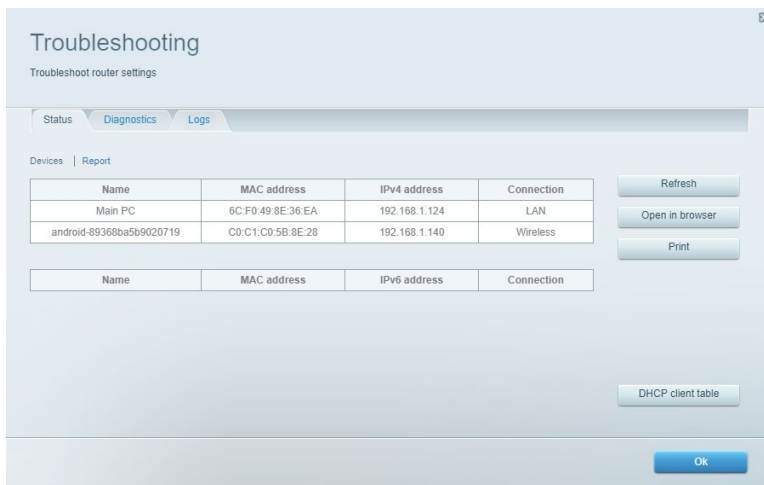 Troubleshooting
Troubleshoot router settings
Status Diagnostics Logs
Devices | Report
Name MAC address IPv4 address Connection
Main PC 6C:F0:49:8E:36:EA 192.168.1.124 LAN
android-89368ba5b9020719 C0:C1:C0:5B:8E:28 192.168.1.140 Wireless
Name MAC address IPv6 address Connection
Refresh
Open in browser
Print
DHCP client table
Ok